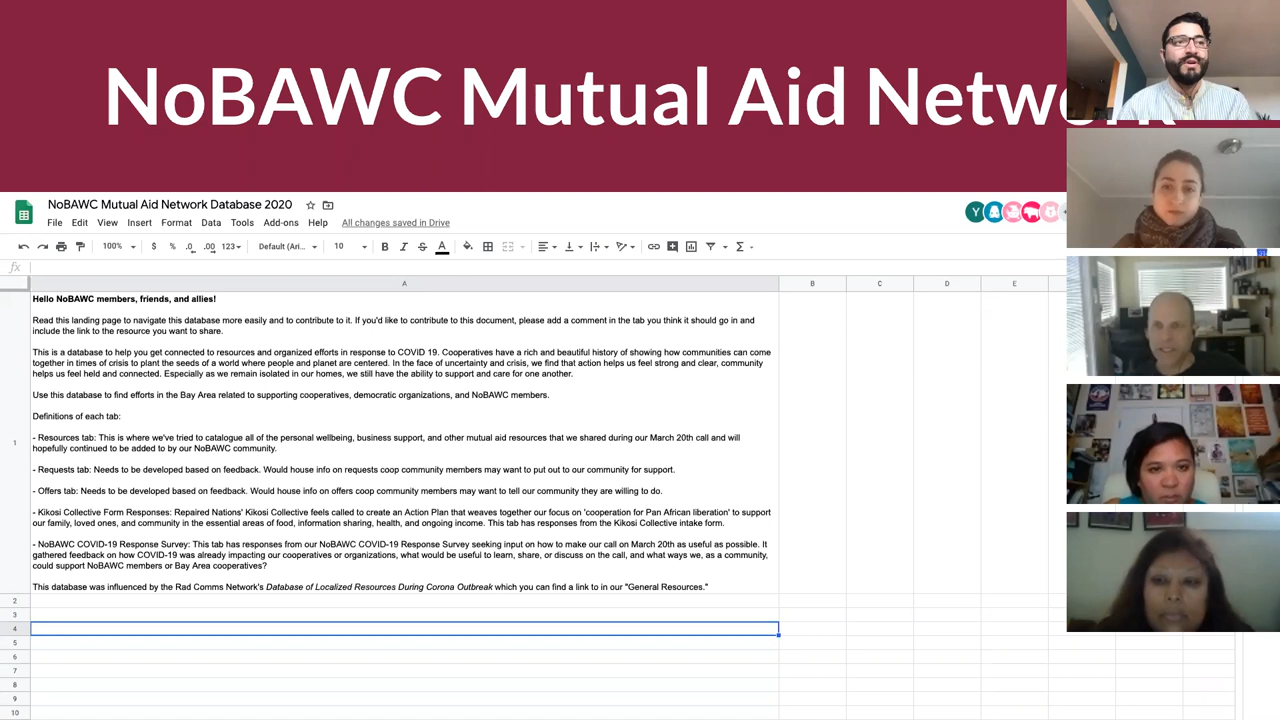 NoBAWC Mutual Aid Netwo
NoBAWC Mutual Aid Network Database 2020
File Edit View Insert Format Data Tools Add-ons Help All changes saved in Drive
100% $ % .0 .00 123 Default (Ari... 10 B I S A
Y
fx
A B C D E
Hello NoBAWC members, friends, and allies!
Read this landing page to navigate this database more easily and to contribute to it. If you'd like to contribute to this document, please add a comment in the tab you think it should go in and
include the link to the resource you want to share.
This is a database to help you get connected to resources and organized efforts in response to COVID 19. Cooperatives have a rich and beautiful history of showing how communities can come
together in times of crisis to plant the seeds of a world where people and planet are centered. In the face of uncertainty and crisis, we find that action helps us feel strong and clear, community
helps us feel held and connected. Especially as we remain isolated in our homes, we still have the ability to support and care for one another.
Use this database to find efforts in the Bay Area related to supporting cooperatives, democratic organizations, and NoBAWC members.
Definitions of each tab:
1
- Resources tab: This is where we've tried to catalogue all of the personal wellbeing, business support, and other mutual aid resources that we shared during our March 20th call and will
hopefully continued to be added to by our NoBAWC community.
- Requests tab: Needs to be developed based on feedback. Would house info on requests coop community members may want to put out to our community for support.
- Offers tab: Needs to be developed based on feedback. Would house info on offers coop community members may want to tell our community they are willing to do.
- Kikosi Collective Form Responses: Repaired Nations' Kikosi Collective feels called to create an Action Plan that weaves together our focus on 'cooperation for Pan African liberation' to support
our family, loved ones, and community in the essential areas of food, information sharing, health, and ongoing income. This tab has responses from the Kikosi Collective intake form.
- NoBAWC COVID-19 Response Survey: This tab has responses from our NoBAWC COVID-19 Response Survey seeking input on how to make our call on March 20th as useful as possible. It
gathered feedback on how COVID-19 was already impacting our cooperatives or organizations, what would be useful to learn, share, or discuss on the call, and what ways we, as a community,
could support NoBAWC members or Bay Area cooperatives?
This database was influenced by the Rad Comms Network's Database of Localized Resources During Corona Outbreak which you can find a link to in our "General Resources."
2
3
4
5
6
7
8
9
10